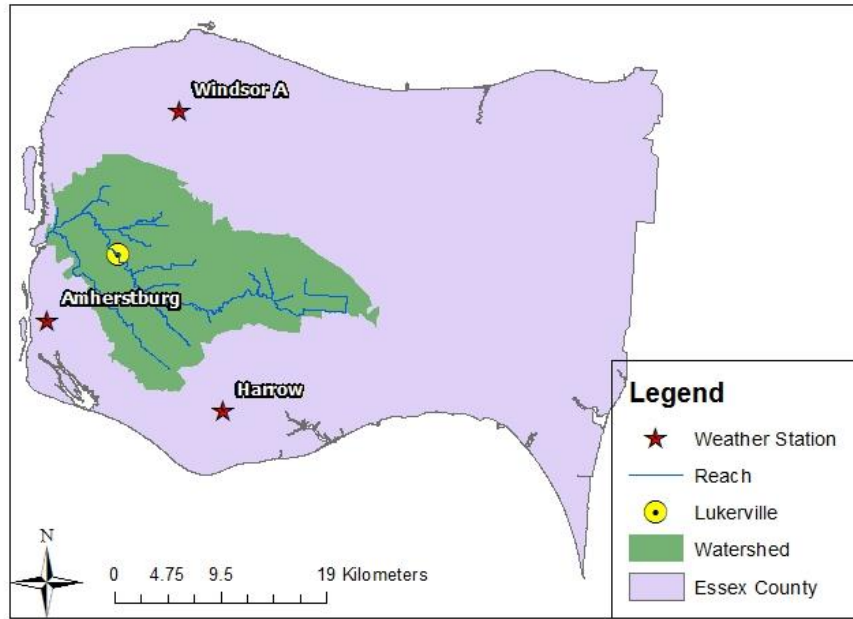 Windsor A
Amherstburg
Harrow
Legend
Weather Station
Reach
Lukerville
Watershed
Essex County
N
0 4.75 9.5 19 Kilometers